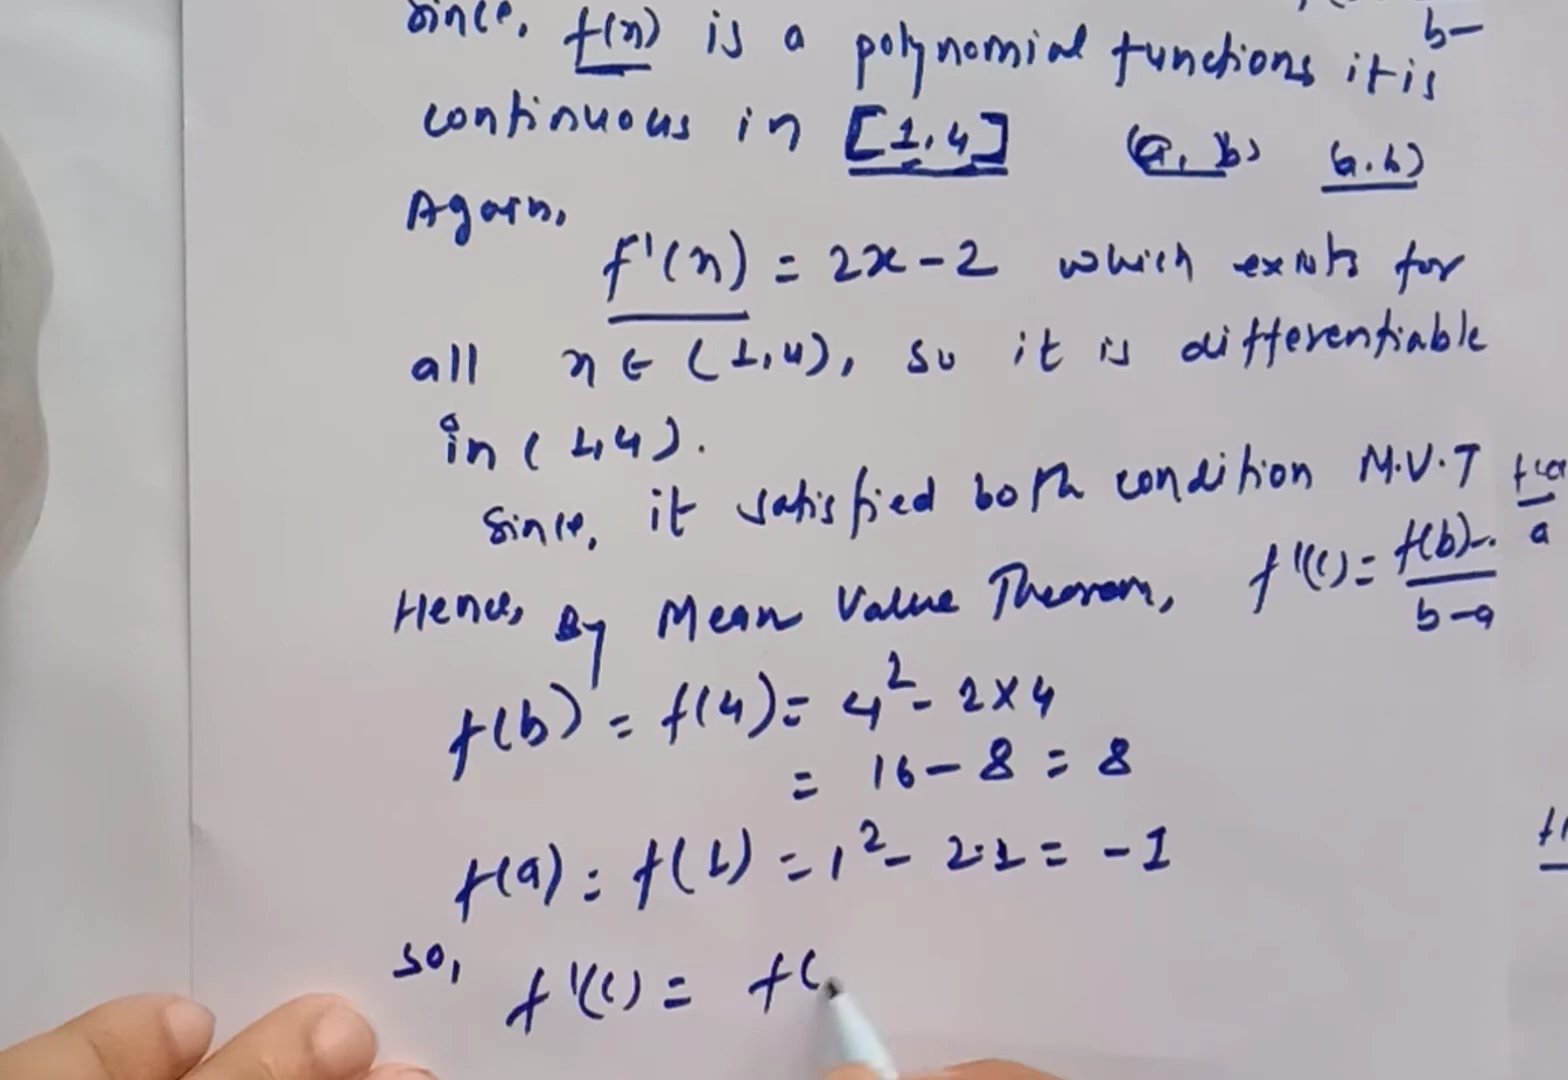 since, f(x) is a polynomial functions it is
b-
continuous in [1,4] (a, b) (a.b)
Again,
f'(x) = 2x-2 which exists for
all x ∈ (1,4), so it is differentiable
in (1,4).
Since, it satisfied both condition M.V.T
Hence, By Mean Value Theorem, f'(c) = f(b)-.
b-a
a
f(b) = f(4) = 4² - 2×4
= 16 - 8 = 8
f(a) = f(1) = 1² - 2.1 = -1
so, f'(c) = f(